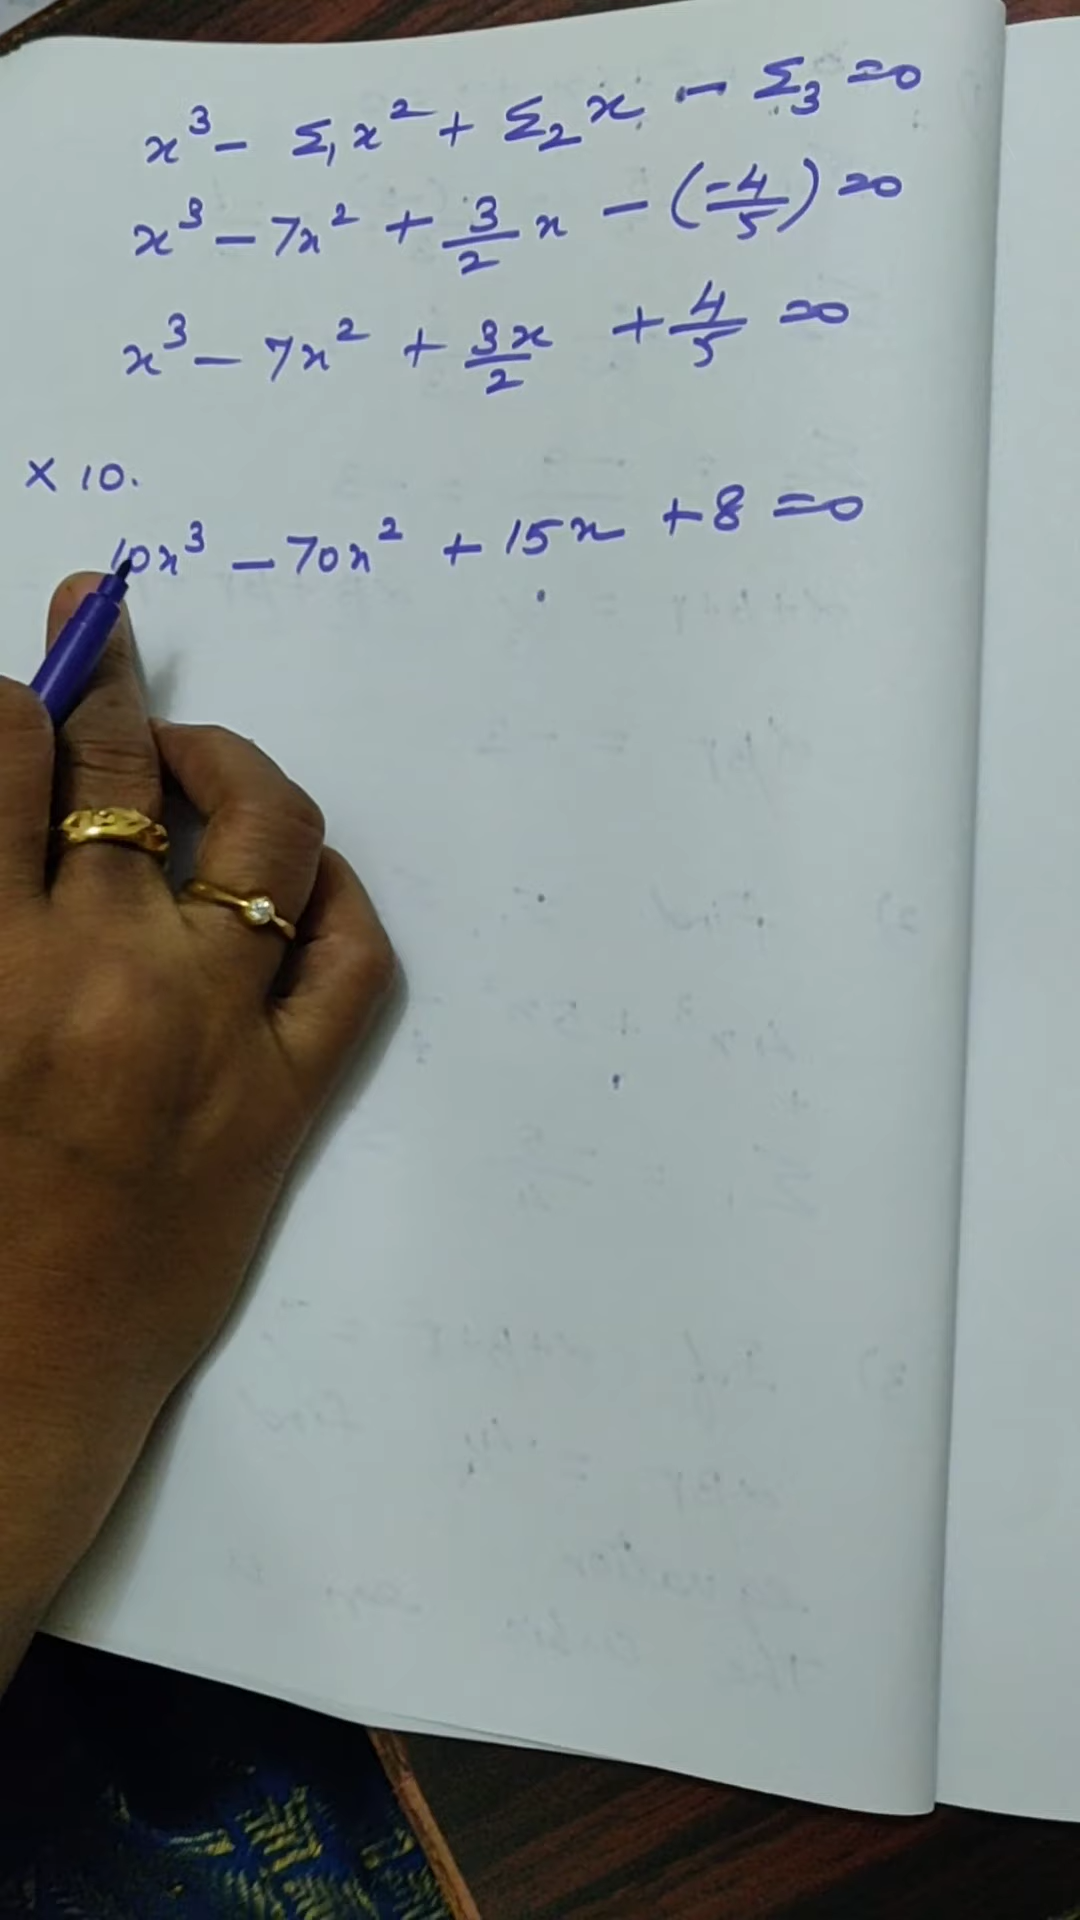 x³ - Σ₁x² + Σ₂x - Σ₃ = 0
x³ - 7x² + 3/2 x - (-4/5) = 0
x³ - 7x² + 3x/2 + 4/5 = 0
× 10.
10x³ - 70x² + 15x + 8 = 0